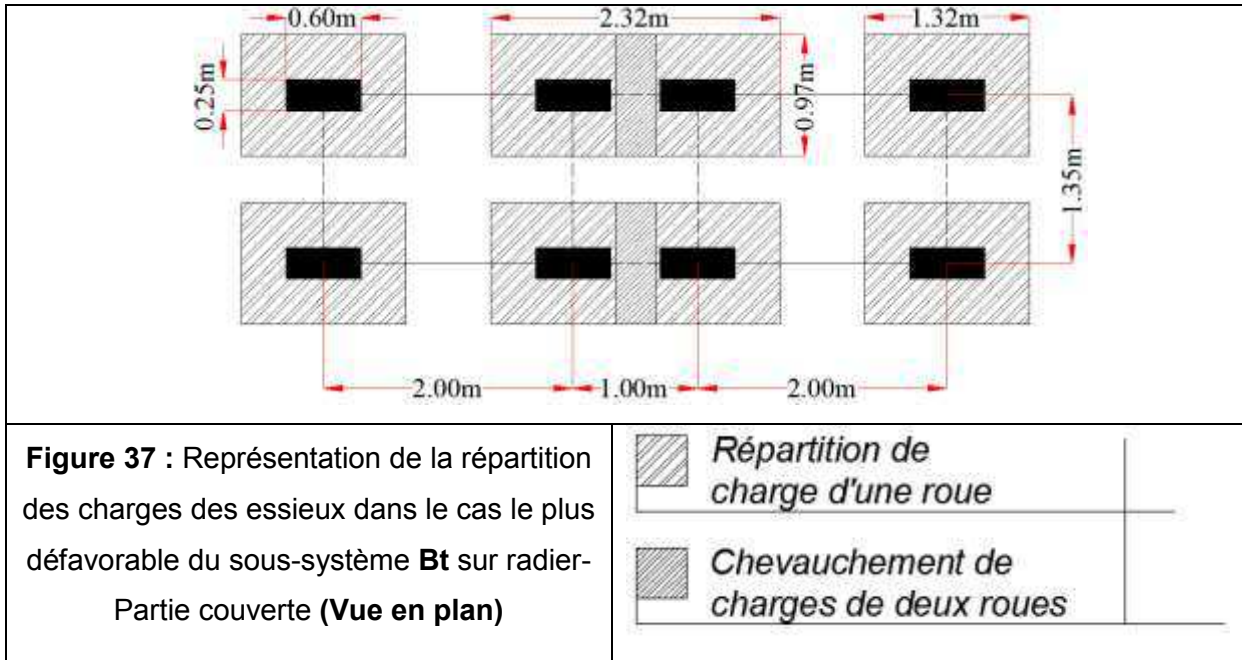 0.60m
2.32m
1.32m
0.25m
0.97m
1.35m
2.00m
1.00m
2.00m
Figure 37 : Représentation de la répartition
des charges des essieux dans le cas le plus
défavorable du sous-système Bt sur radier-
Partie couverte (Vue en plan)
Répartition de
charge d'une roue
Chevauchement de
charges de deux roues